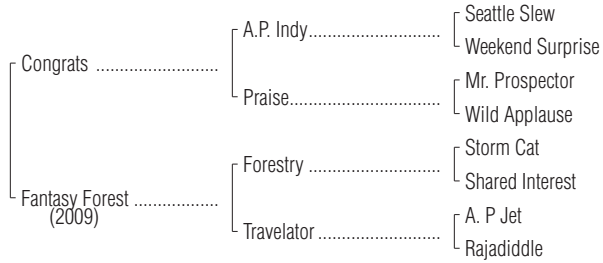 Seattle Slew
A.P. Indy
Weekend Surprise
Congrats
Mr. Prospector
Praise
Wild Applause
Storm Cat
Forestry
Shared Interest
Fantasy Forest
(2009)
A. P Jet
Travelator
Rajadiddle